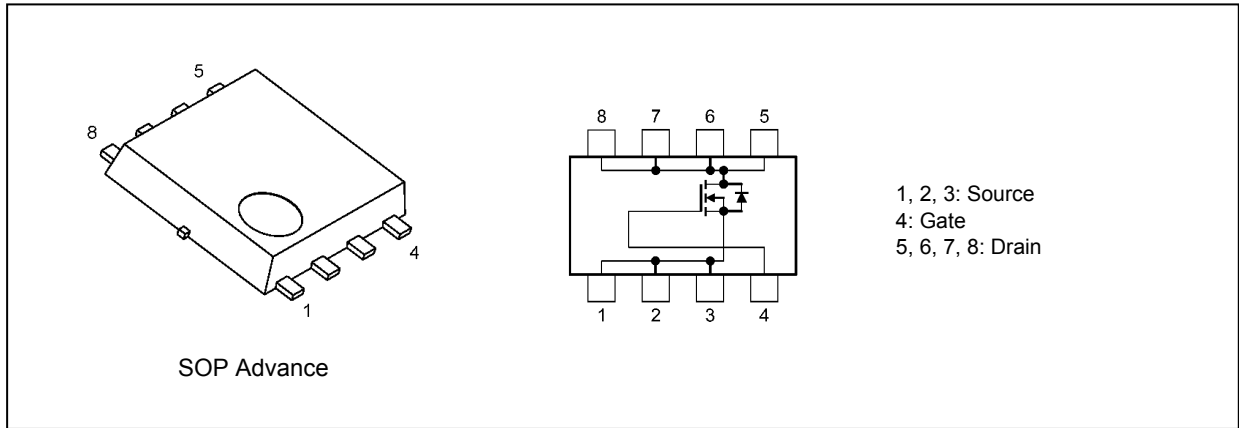 5
8
4
1
SOP Advance
8 7 6 5
1 2 3 4
1, 2, 3: Source
4: Gate
5, 6, 7, 8: Drain